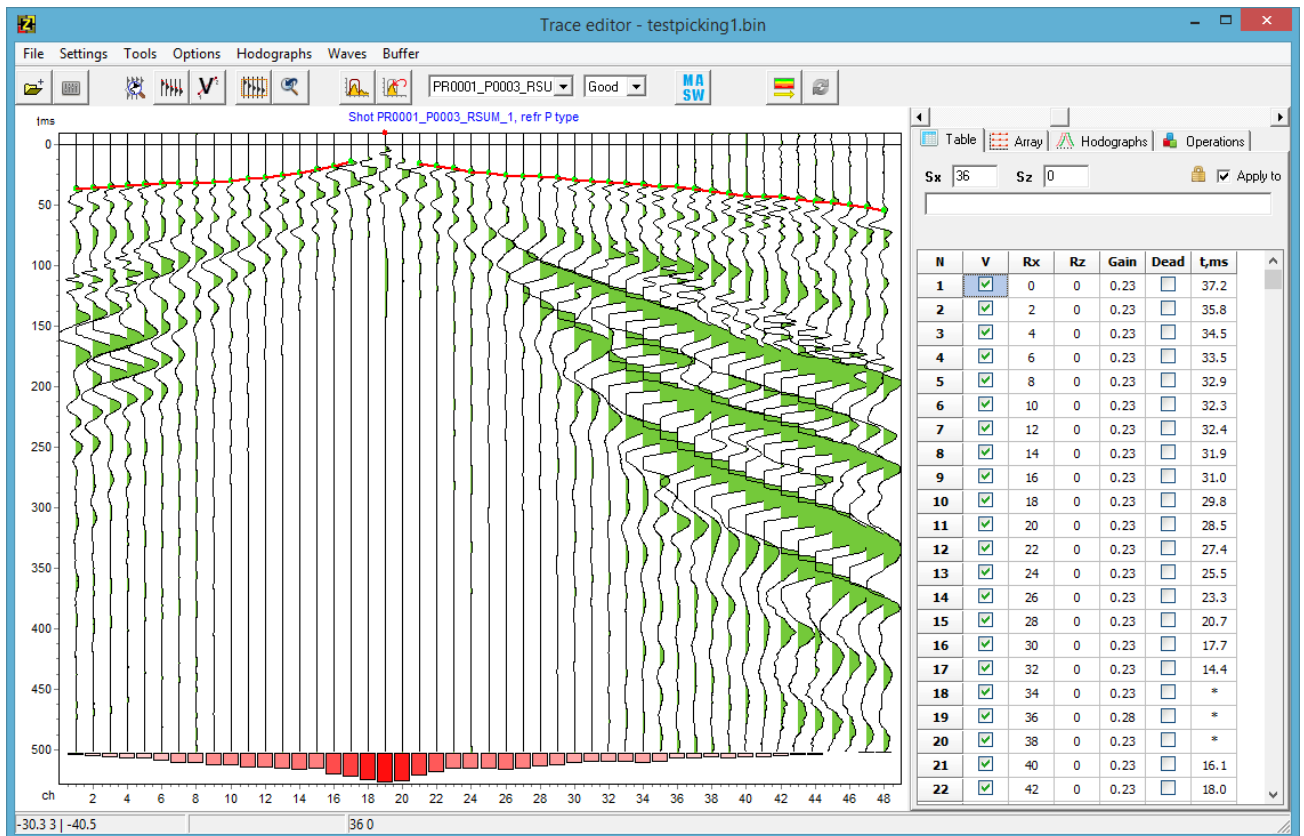 Trace editor - testpicking1.bin
File Settings Tools Options Hodographs Waves Buffer
PR0001_P0003_RSU Good MA SW
Shot PR0001_P0003_RSUM_1, refr P type
tms
0
50
100
150
200
250
300
350
400
450
500
ch 2 4 6 8 10 12 14 16 18 20 22 24 26 28 30 32 34 36 38 40 42 44 46 48
Table Array Hodographs Operations
Sx 36 Sz 0 Apply to
N V Rx Rz Gain Dead t,ms
1 0 0 0.23 37.2
2 2 0 0.23 35.8
3 4 0 0.23 34.5
4 6 0 0.23 33.5
5 8 0 0.23 32.9
6 10 0 0.23 32.3
7 12 0 0.23 32.4
8 14 0 0.23 31.9
9 16 0 0.23 31.0
10 18 0 0.23 29.8
11 20 0 0.23 28.5
12 22 0 0.23 27.4
13 24 0 0.23 25.5
14 26 0 0.23 23.3
15 28 0 0.23 20.7
16 30 0 0.23 17.7
17 32 0 0.23 14.4
18 34 0 0.23 *
19 36 0 0.28 *
20 38 0 0.23 *
21 40 0 0.23 16.1
22 42 0 0.23 18.0
-30.3 3 | -40.5 36 0